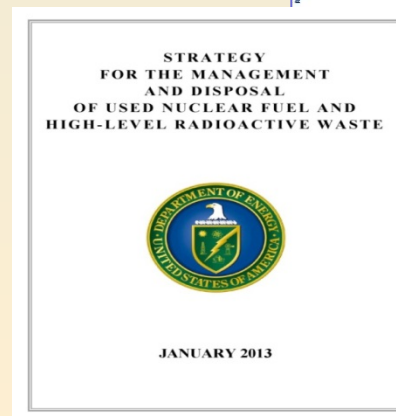 STRATEGY
FOR THE MANAGEMENT
AND DISPOSAL
OF USED NUCLEAR FUEL AND
HIGH-LEVEL RADIOACTIVE WASTE
DEPARTMENT OF ENERGY
UNITED STATES OF AMERICA
JANUARY 2013